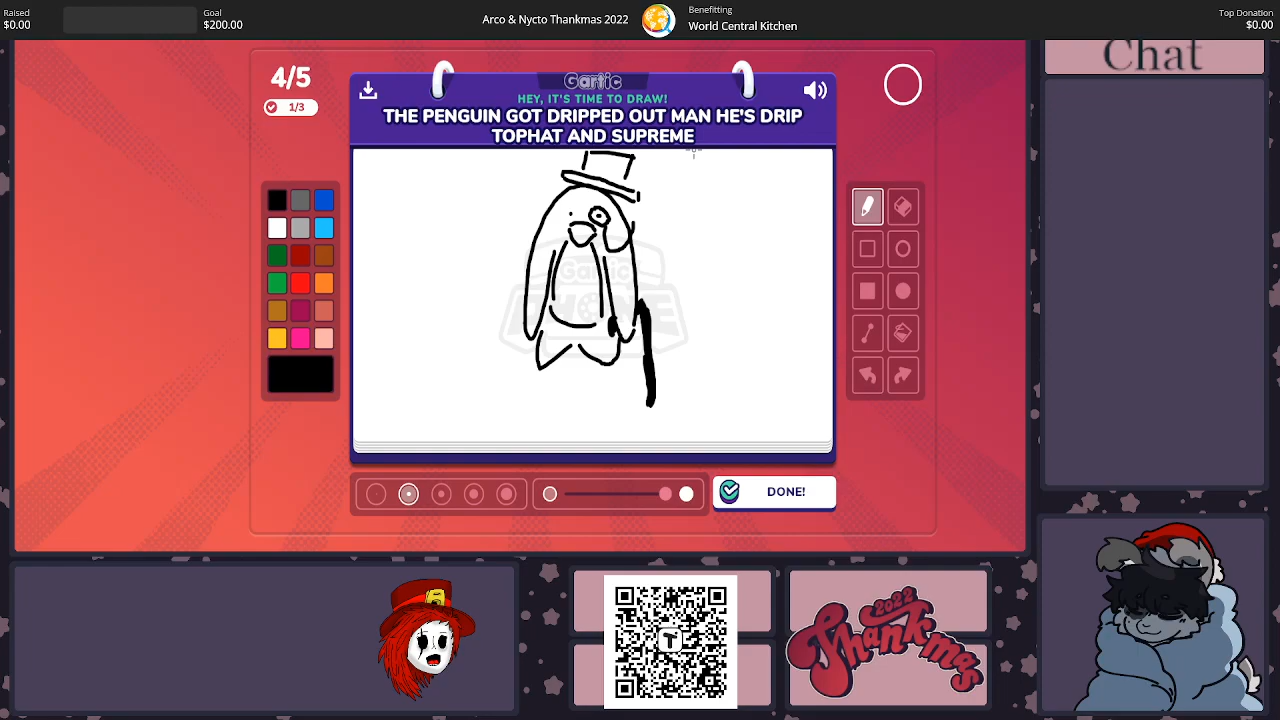 Raised
$0.00
Goal
$200.00
Arco & Nycto Thankmas 2022
Benefitting
World Central Kitchen
Top Donation
$0.00
Chat
4/5
1/3
Gartic
HEY, IT'S TIME TO DRAW!
THE PENGUIN GOT DRIPPED OUT MAN HE'S DRIP
TOPHAT AND SUPREME
Gartic
PHONE
DONE!
T
2022
Thankmas